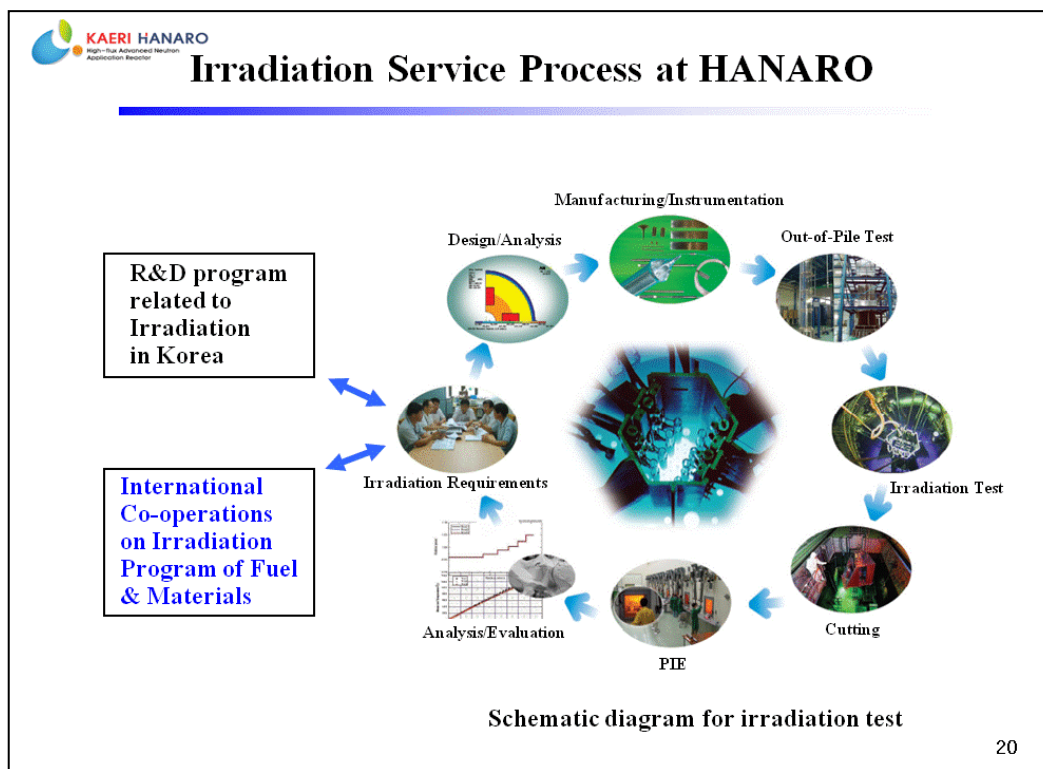 KAERI HANARO
High-flux Advanced Neutron
Application Reactor
Irradiation Service Process at HANARO
Manufacturing/Instrumentation
Design/Analysis
Out-of-Pile Test
R&D program
related to
Irradiation
in Korea
Irradiation Requirements
Irradiation Test
International
Co-operations
on Irradiation
Program of Fuel
& Materials
Analysis/Evaluation
Cutting
PIE
Schematic diagram for irradiation test
20